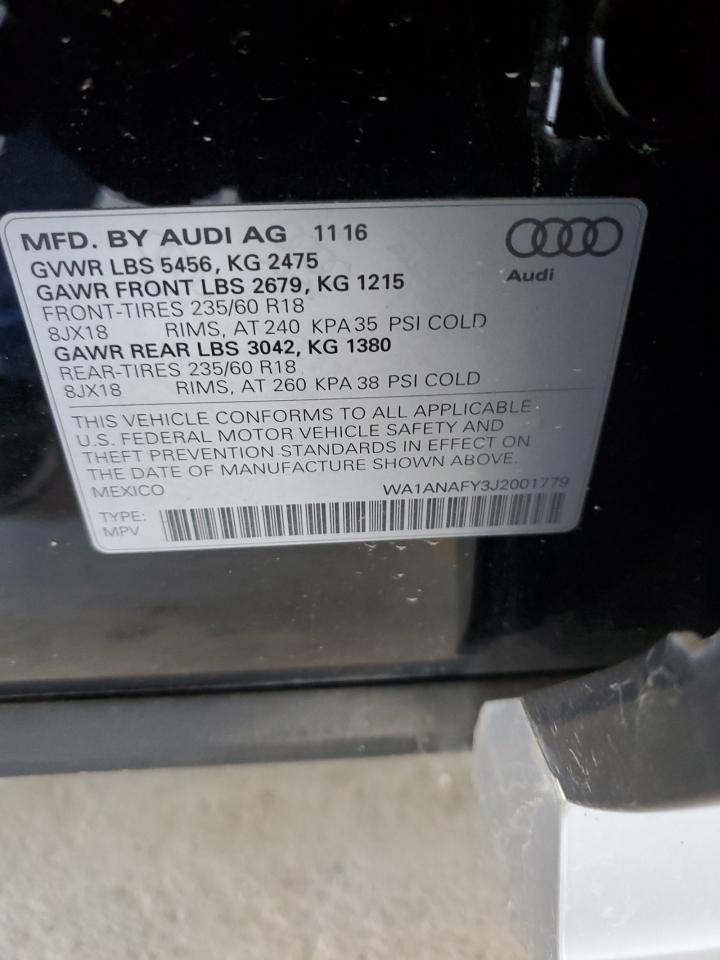 MFD. BY AUDI AG 11 16
Audi
GVWR LBS 5456, KG 2475
GAWR FRONT LBS 2679, KG 1215
FRONT-TIRES 235/60 R18
8JX18 RIMS, AT 240 KPA 35 PSI COLD
GAWR REAR LBS 3042, KG 1380
REAR-TIRES 235/60 R18
8JX18 RIMS, AT 260 KPA 38 PSI COLD
THIS VEHICLE CONFORMS TO ALL APPLICABLE
U.S. FEDERAL MOTOR VEHICLE SAFETY AND
THEFT PREVENTION STANDARDS IN EFFECT ON
THE DATE OF MANUFACTURE SHOWN ABOVE.
MEXICO WA1ANAFY3J2001779
TYPE:
MPV